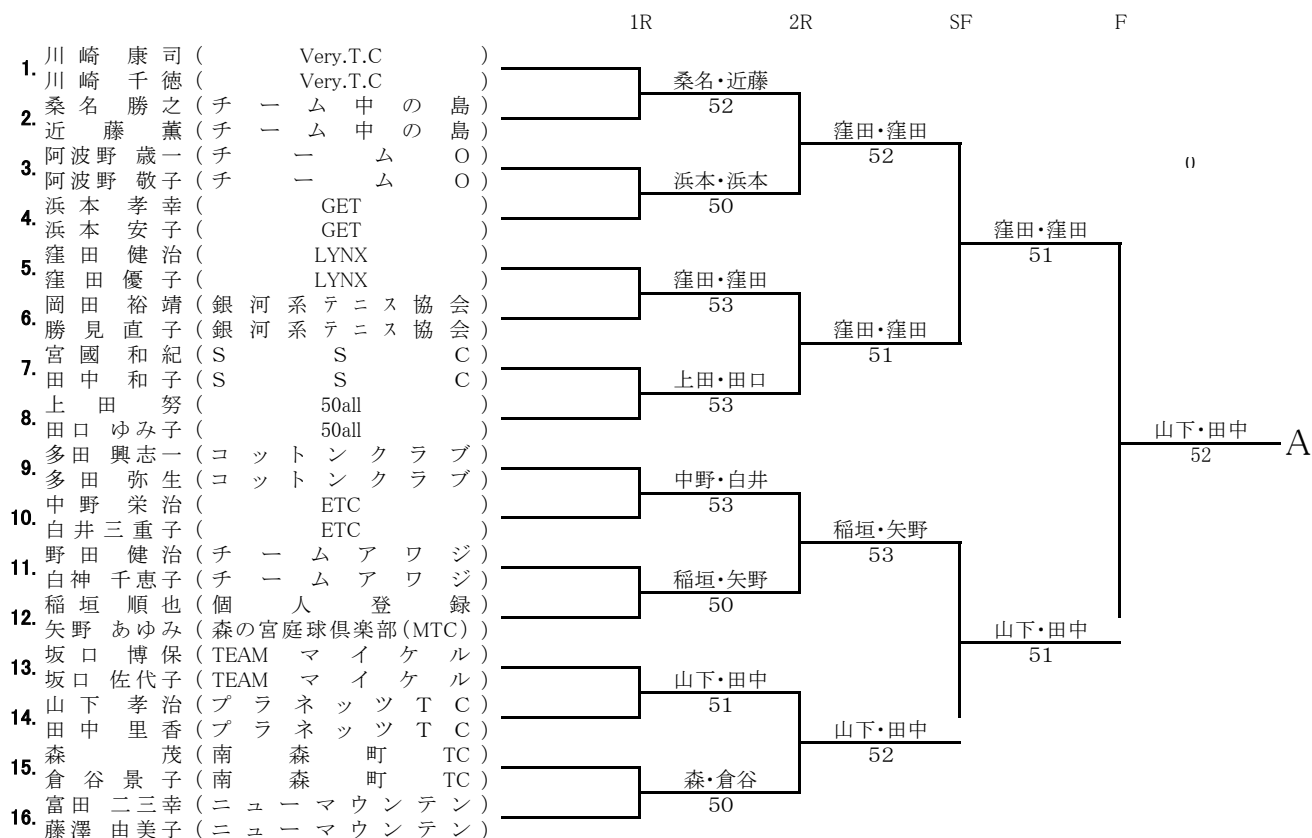 1R 2R SF F
1. 川崎 康司 ( Very.T.C )
川崎 千徳 ( Very.T.C )
桑名・近藤
52
2. 桑名 勝之 ( チーム中の島 )
近藤 薫 ( チーム中の島 )
窪田・窪田
52
3. 阿波野 歳一 ( チームO )
阿波野 敬子 ( チームO )
0
浜本・浜本
50
4. 浜本 孝幸 ( GET )
浜本 安子 ( GET )
窪田・窪田
51
5. 窪田 健治 ( LYNX )
窪田 優子 ( LYNX )
窪田・窪田
53
6. 岡田 裕靖 ( 銀河系テニス協会 )
勝見 直子 ( 銀河系テニス協会 )
窪田・窪田
51
7. 宮國 和紀 ( SSC )
田中 和子 ( SSC )
上田・田口
53
8. 上田 努 ( 50all )
田口 ゆみ子 ( 50all )
山下・田中 A
52
9. 多田 興志一 ( コットンクラブ )
多田 弥生 ( コットンクラブ )
中野・白井
53
10. 中野 栄治 ( ETC )
白井 三重子 ( ETC )
稲垣・矢野
53
11. 野田 健治 ( チームアワジ )
白神 千恵子 ( チームアワジ )
稲垣・矢野
50
12. 稲垣 順也 ( 個人登録 )
矢野 あゆみ ( 森の宮庭球倶楽部(MTC) )
山下・田中
51
13. 坂口 博保 ( TEAM マイケル )
坂口 佐代子 ( TEAM マイケル )
山下・田中
51
14. 山下 孝治 ( プラネッツTC )
田中 里香 ( プラネッツTC )
山下・田中
52
15. 森 茂 ( 南森町TC )
倉谷 景子 ( 南森町TC )
森・倉谷
50
16. 富田 二三幸 ( ニューマウンテン )
藤澤 由美子 ( ニューマウンテン )